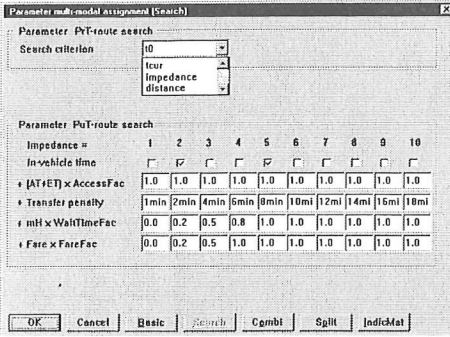 Parameter multi-modal assignment (Search)
Parameter PrT-route search
Search criterion t0
tcur
impedance
distance
Parameter PuT-route search
Impedance = 1 2 3 4 5 6 7 8 9 10
In-vehicle time
+ (AT+ET) x AccessFac 1.0 1.0 1.0 1.0 1.0 1.0 1.0 1.0 1.0 1.0
+ Transfer penalty 1min 2min 4min 6min 8min 10mi 12mi 14mi 16mi 18mi
+ mH x WaitTimeFac 0.0 0.2 0.5 0.8 1.0 1.0 1.0 1.0 1.0 1.0
+ Fare x FareFac 0.0 0.2 0.5 1.0 1.0 1.0 1.0 1.0 1.0 1.0
OK Cancel Basic Search Combi Split IndicMat